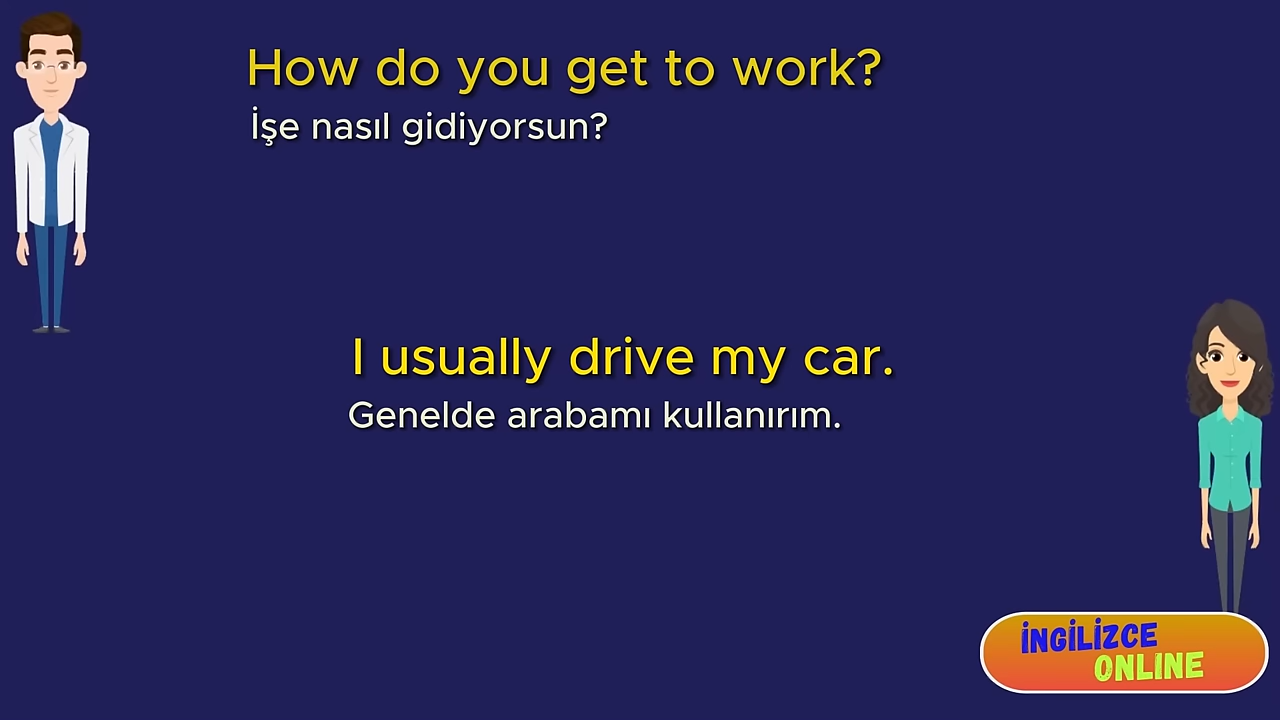 How do you get to work?
İşe nasıl gidiyorsun?
I usually drive my car.
Genelde arabamı kullanırım.
İNGİLİZCE
ONLINE